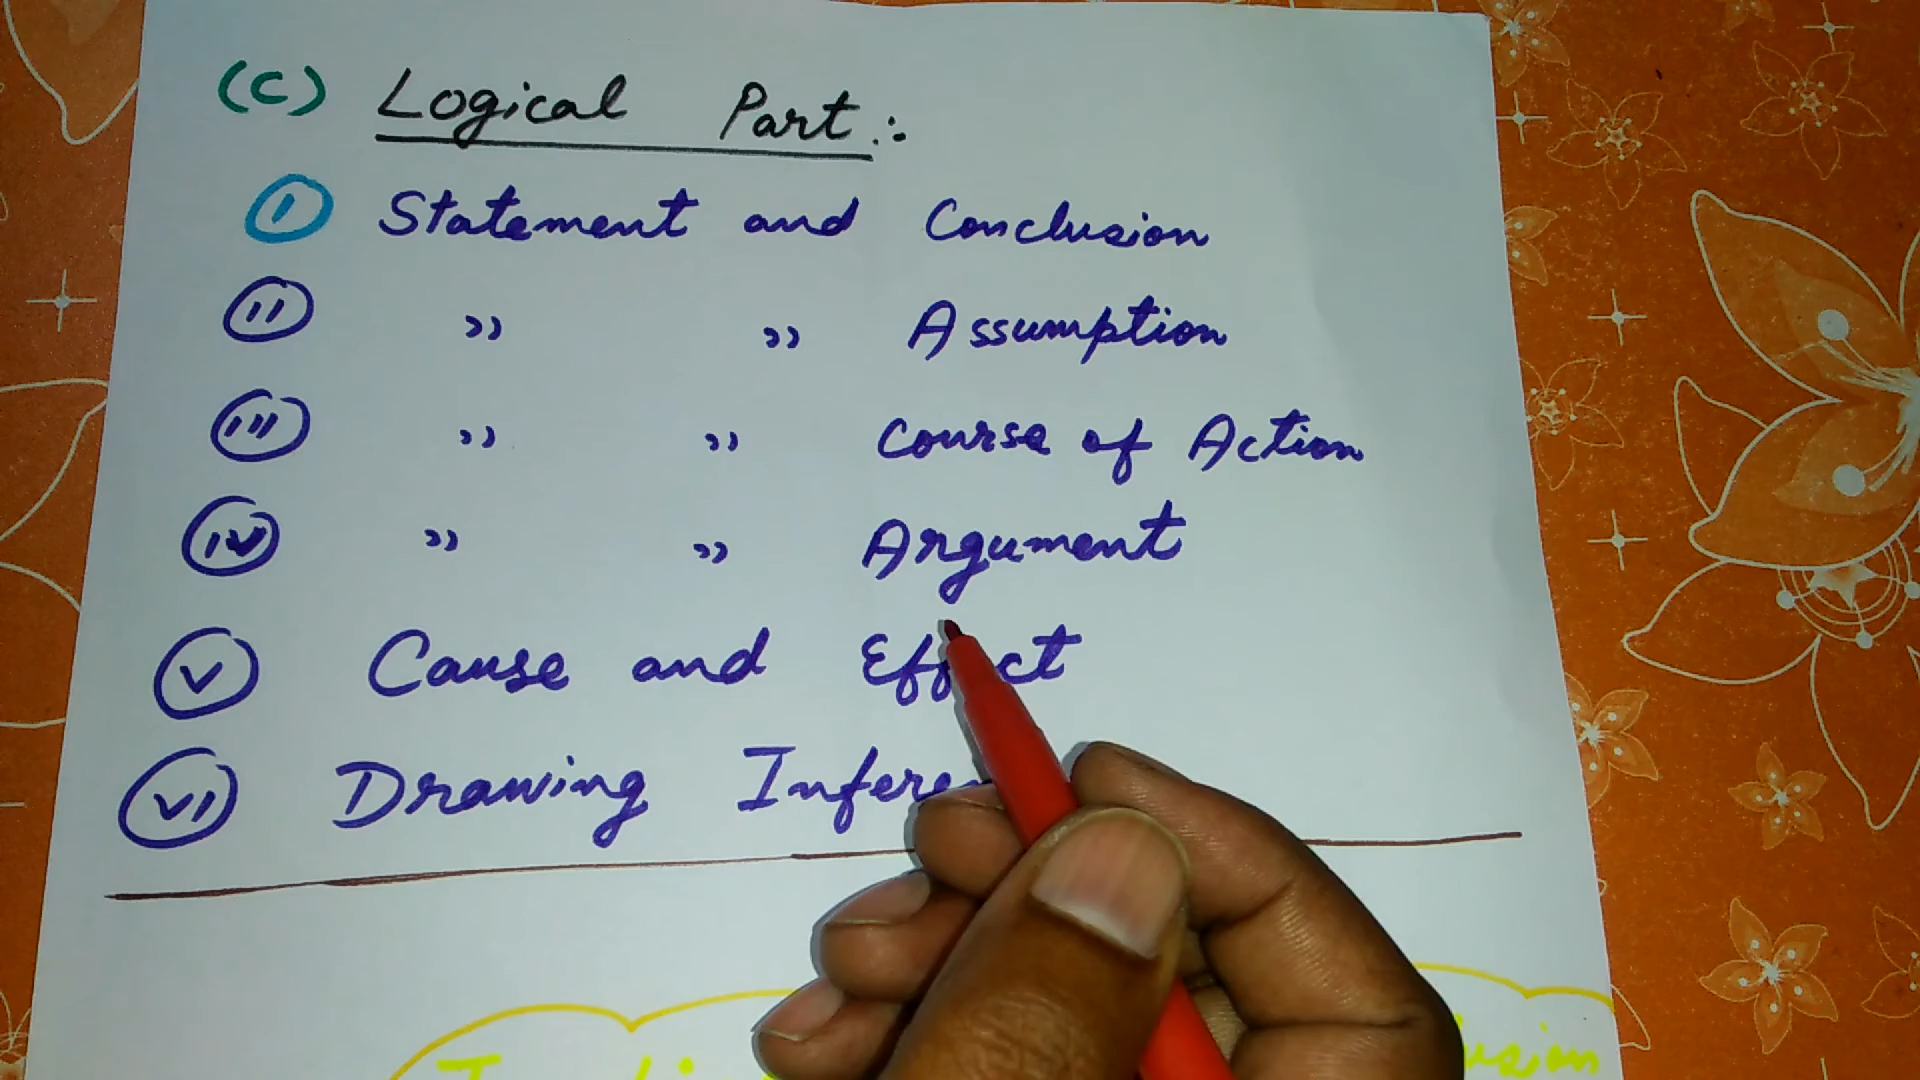 (C) Logical Part :-
(i) Statement and Conclusion
(ii) " " Assumption
(iii) " " Course of Action
(iv) " " Argument
(v) Cause and Effect
(vi) Drawing